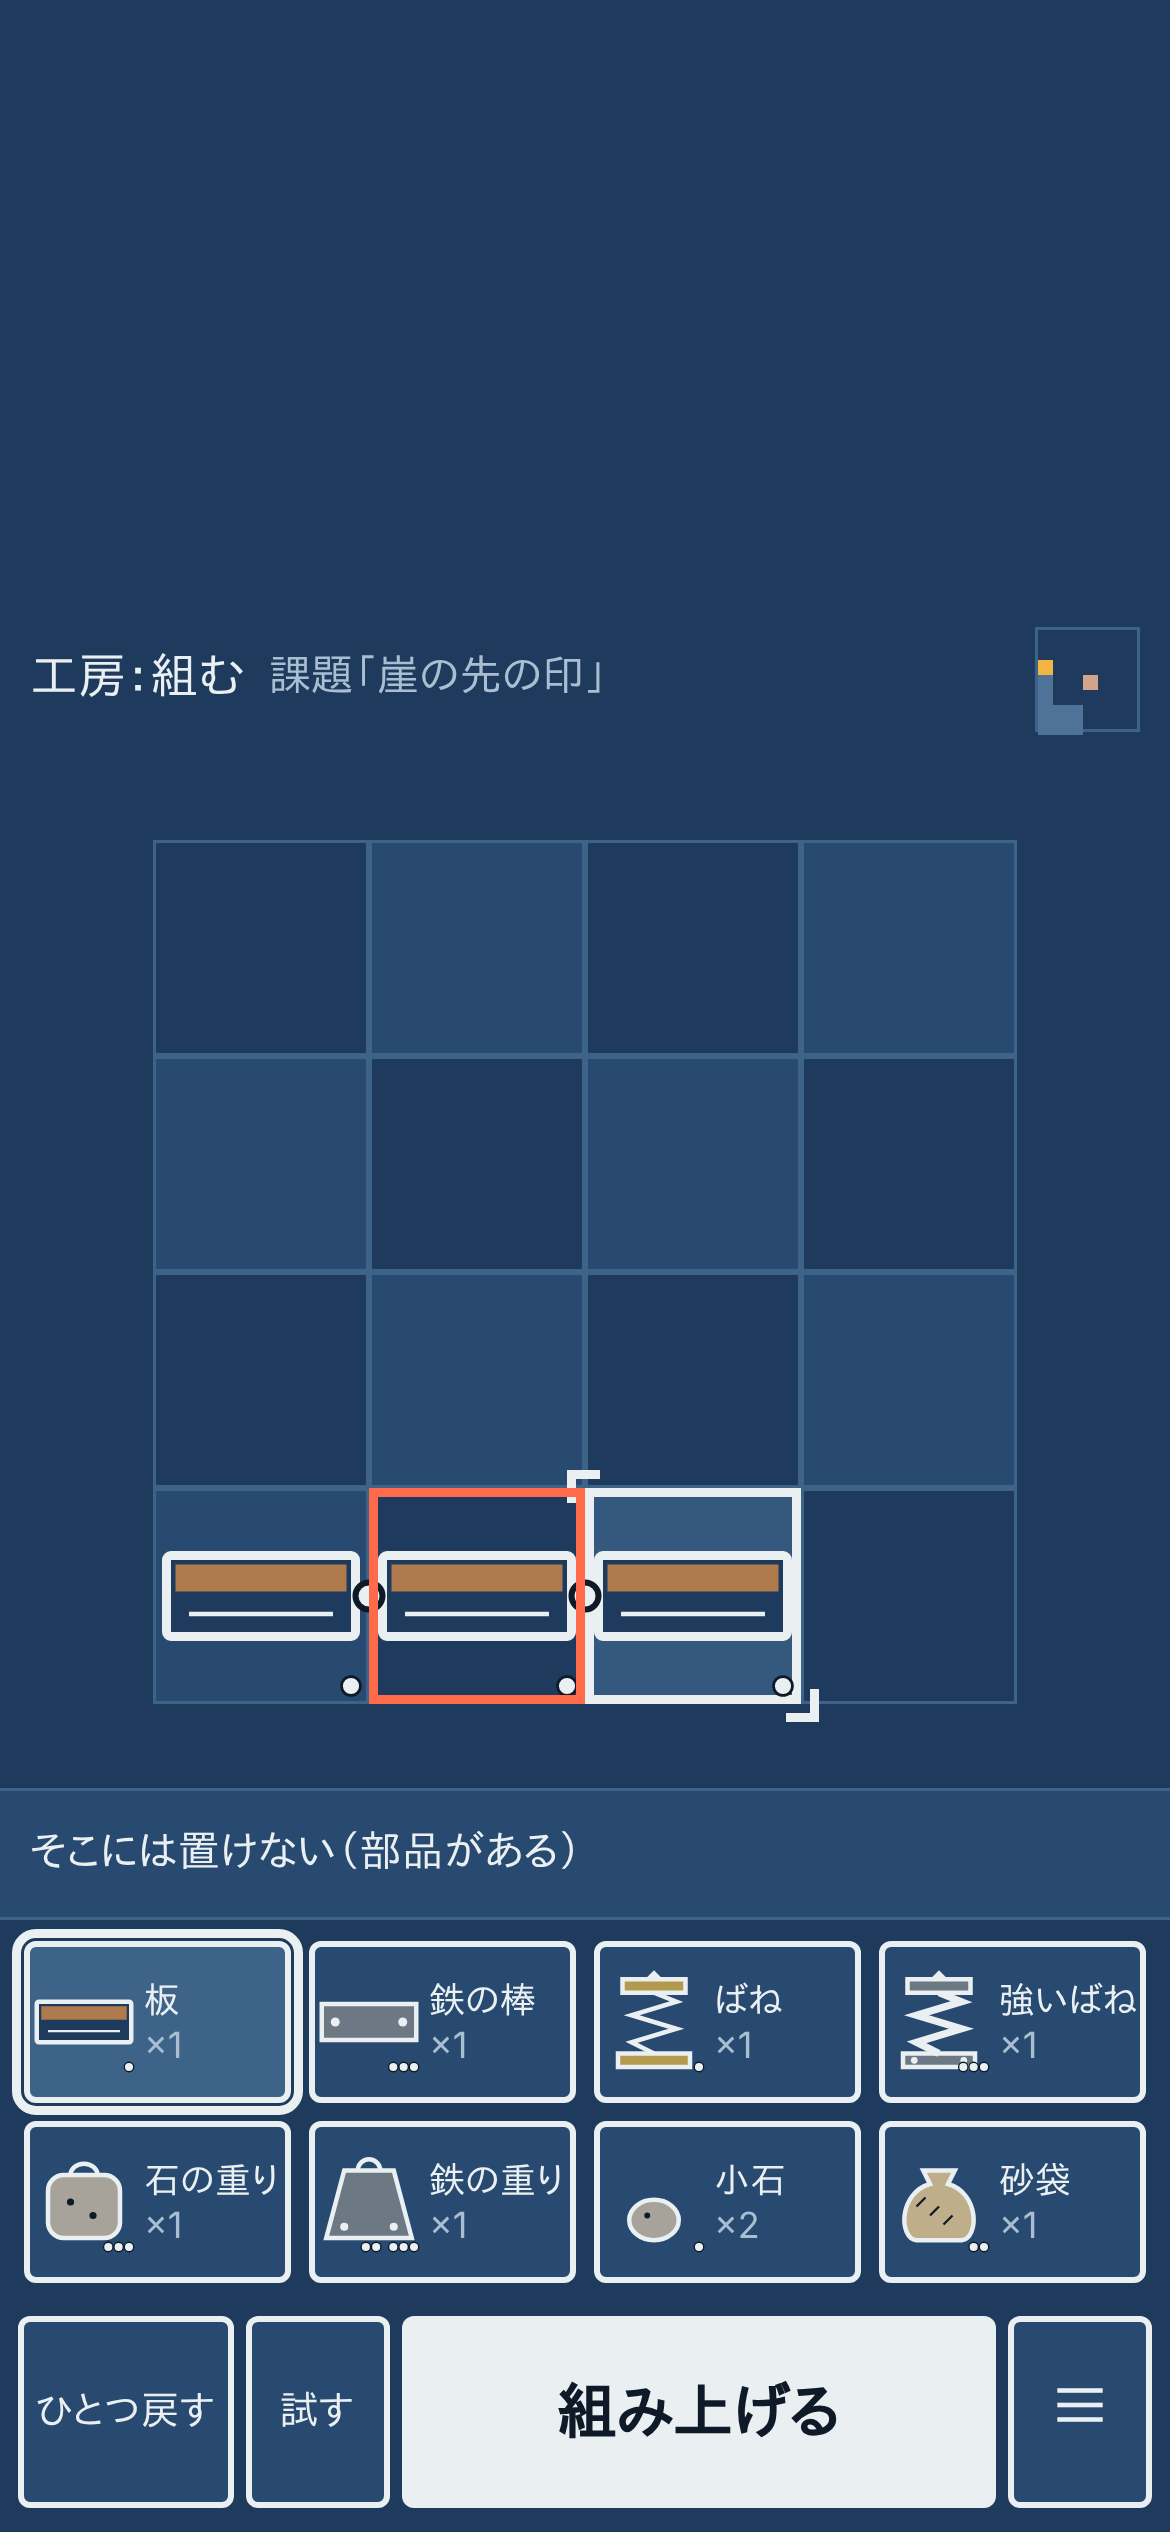 工房:組む 課題「崖の先の印」
そこには置けない(部品がある)
板
×1
鉄の棒
×1
ばね
×1
強いばね
×1
石の重り
×1
鉄の重り
×1
小石
×2
砂袋
×1
ひとつ戻す
試す
組み上げる